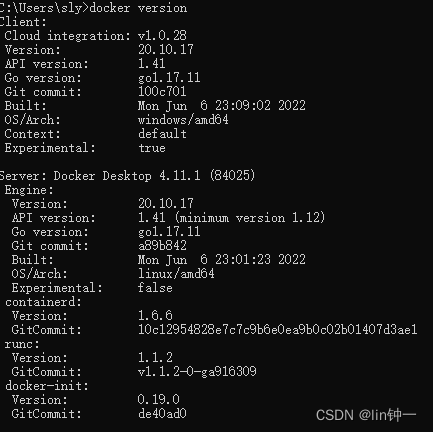 C:\Users\sly>docker version
Client:
Cloud integration: v1.0.28
Version: 20.10.17
API version: 1.41
Go version: go1.17.11
Git commit: 100c701
Built: Mon Jun 6 23:09:02 2022
OS/Arch: windows/amd64
Context: default
Experimental: true
Server: Docker Desktop 4.11.1 (84025)
Engine:
Version: 20.10.17
API version: 1.41 (minimum version 1.12)
Go version: go1.17.11
Git commit: a89b842
Built: Mon Jun 6 23:01:23 2022
OS/Arch: linux/amd64
Experimental: false
containerd:
Version: 1.6.6
GitCommit: 10c12954828e7c7c9b6e0ea9b0c02b01407d3ae1
runc:
Version: 1.1.2
GitCommit: v1.1.2-0-ga916309
docker-init:
Version: 0.19.0
GitCommit: de40ad0
CSDN @lin钟一